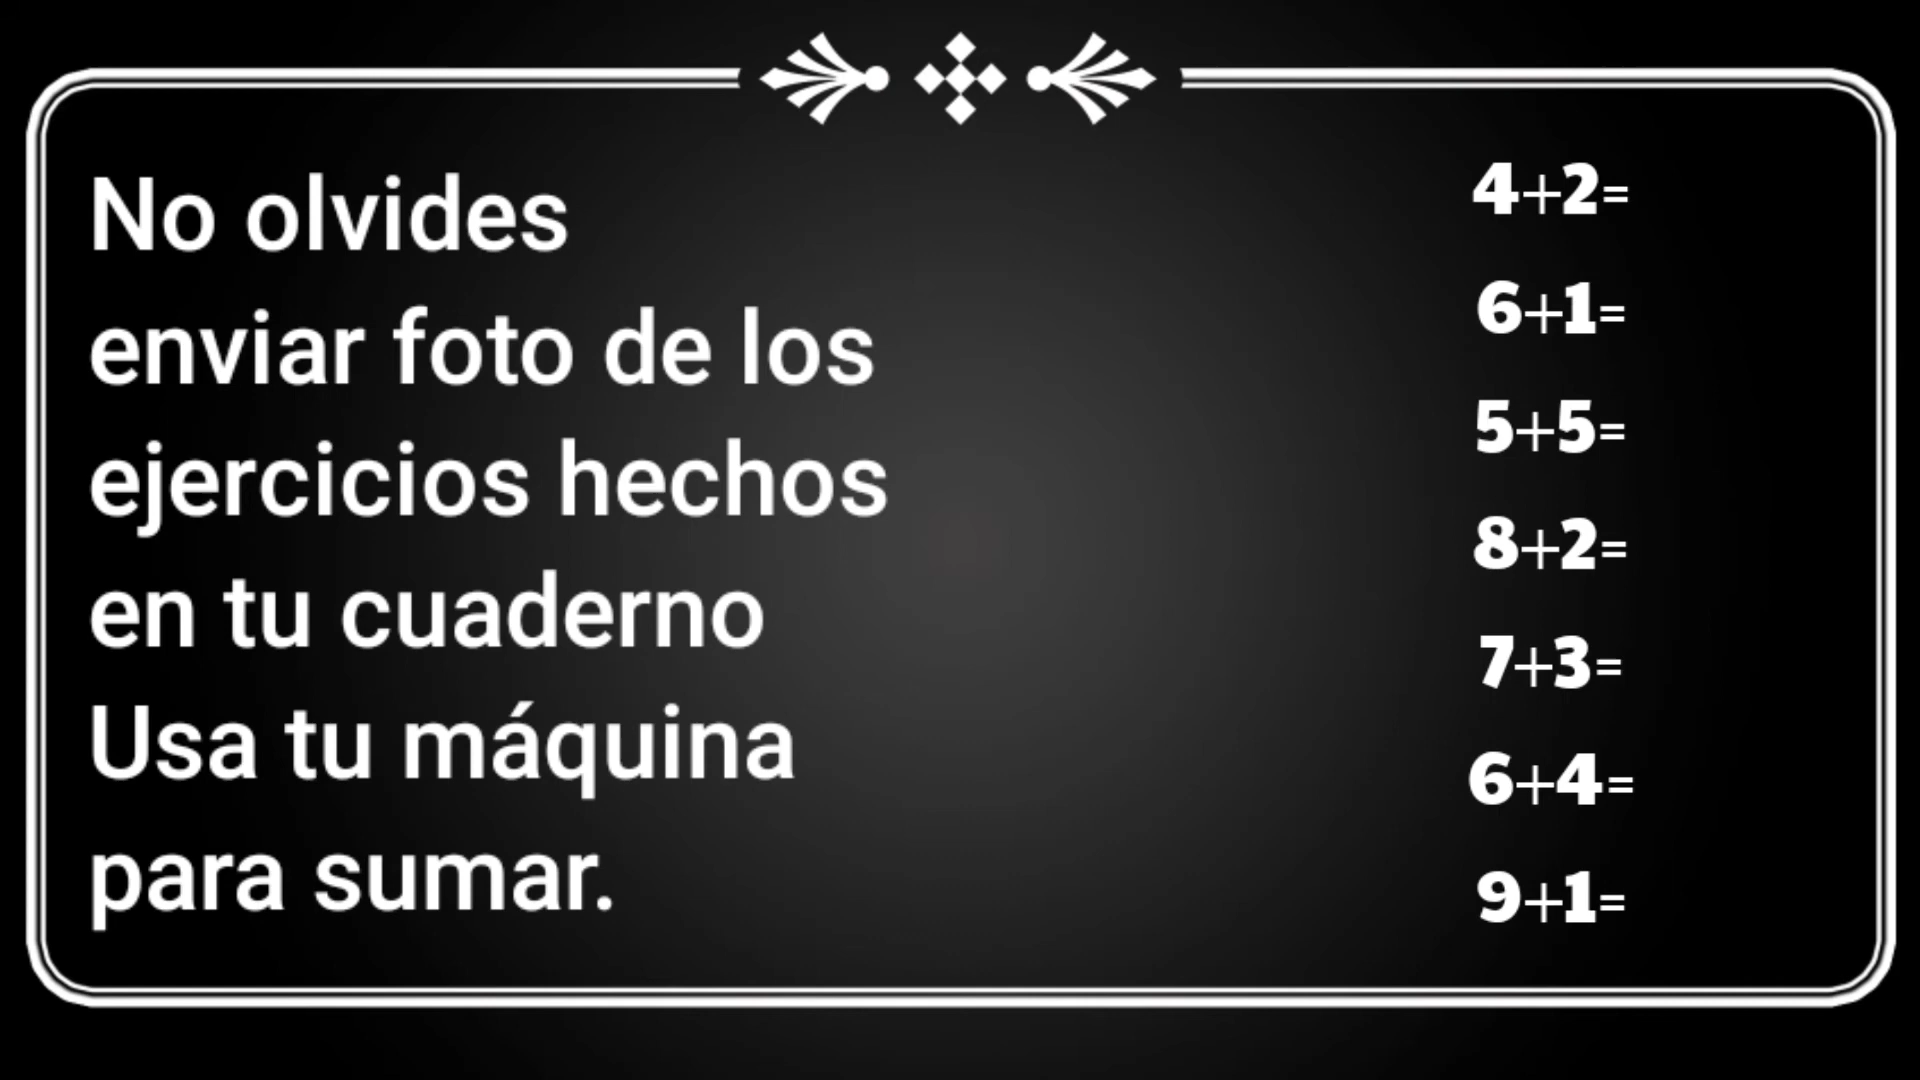 No olvides
enviar foto de los
ejercicios hechos
en tu cuaderno
Usa tu máquina
para sumar.
4+2=
6+1=
5+5=
8+2=
7+3=
6+4=
9+1=